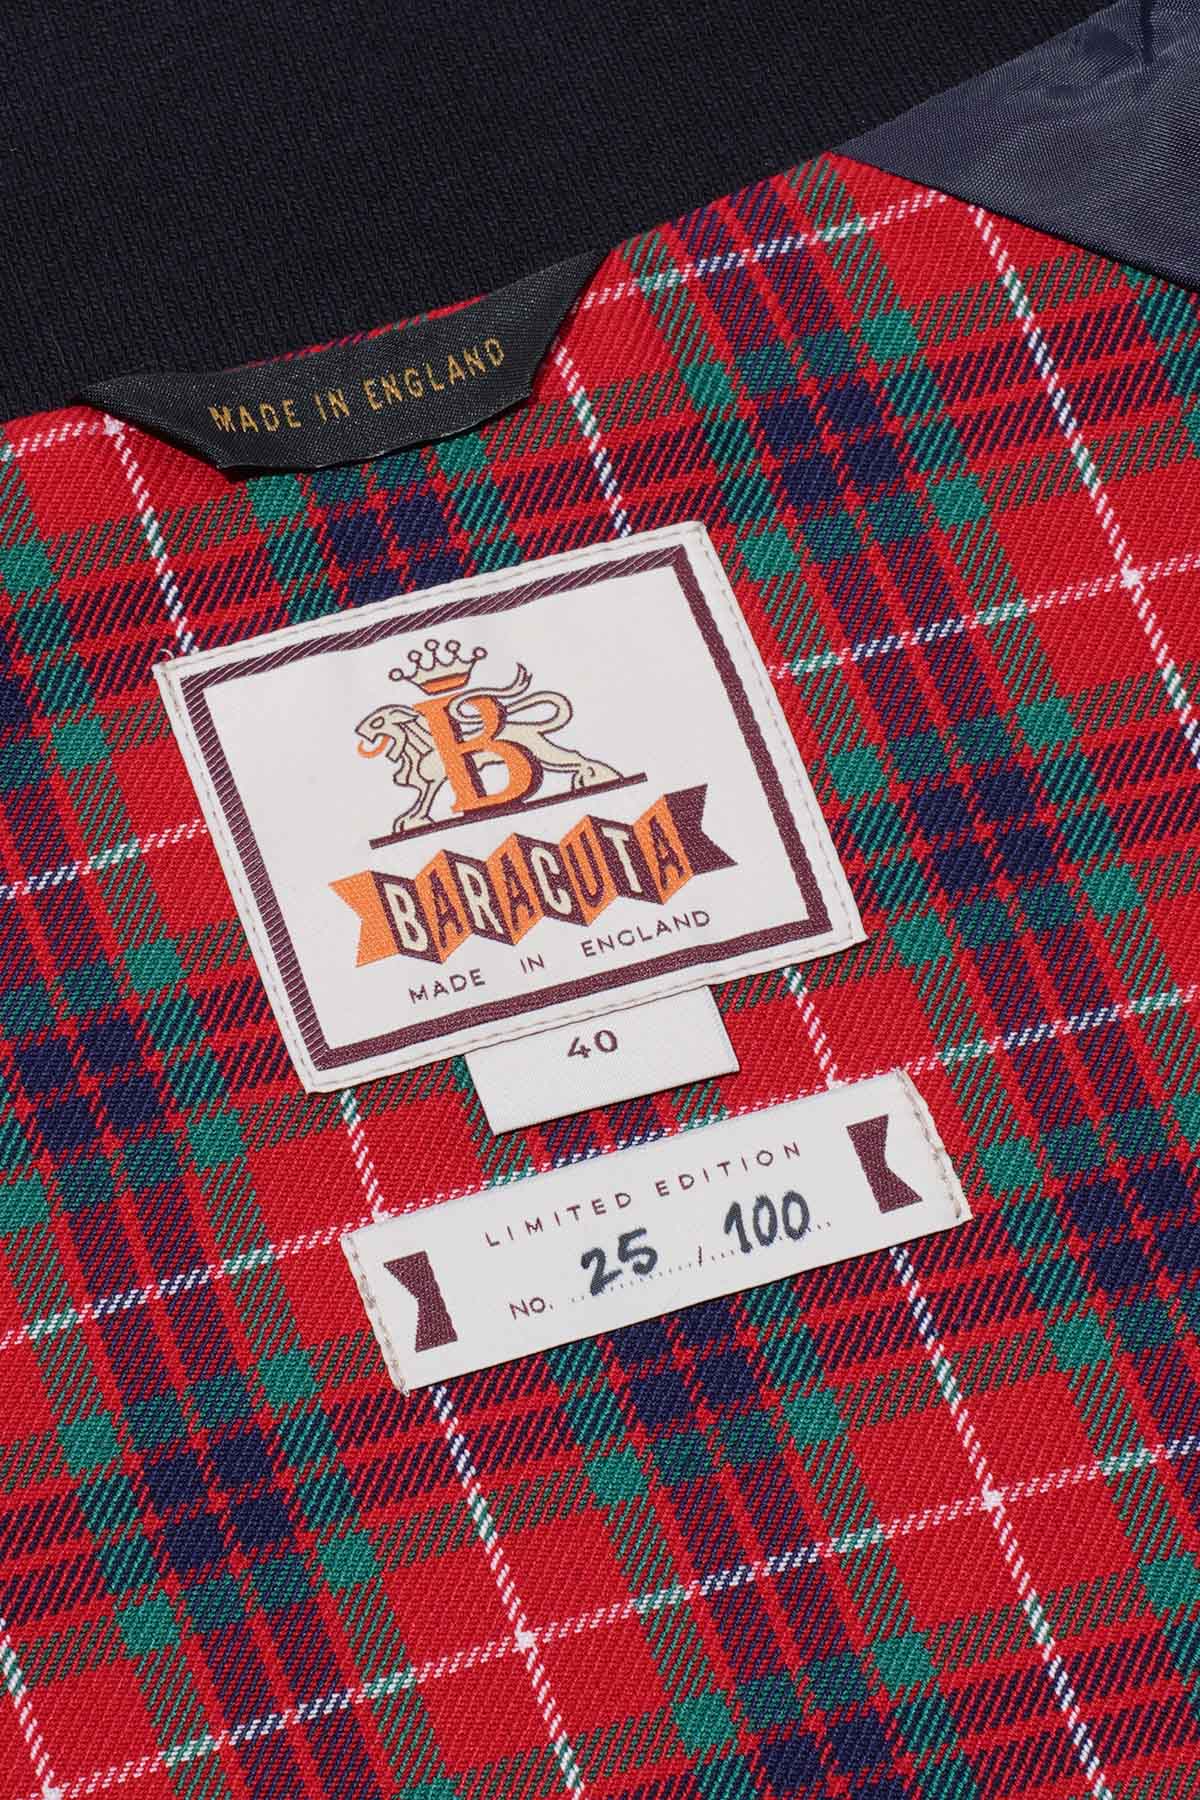 MADE IN ENGLAND
B
BARACUTA
MADE IN ENGLAND
40
LIMITED EDITION
NO. 25 / 100